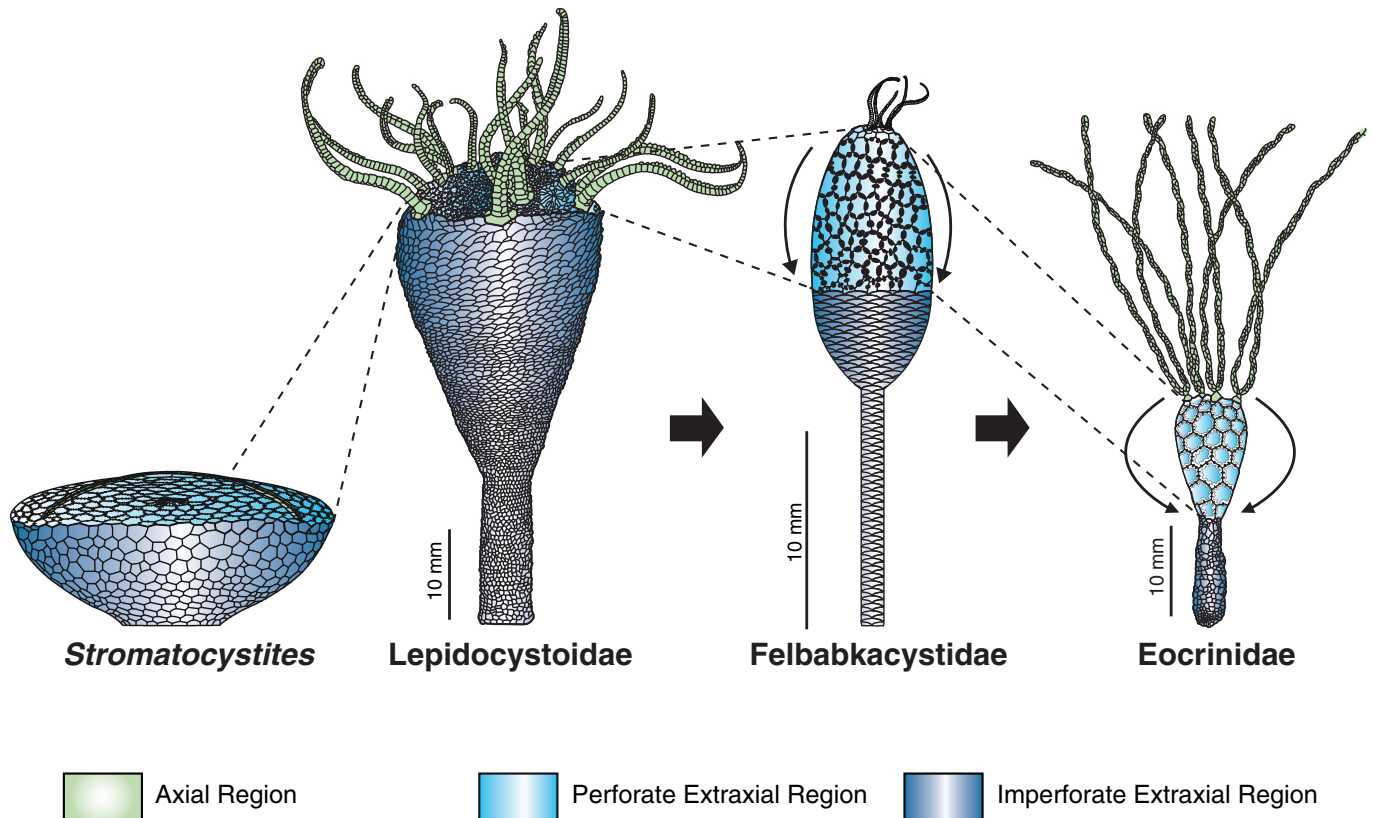 10 mm
10 mm
10 mm
Stromatocystites
Lepidocystoidae
Felbabkacystidae
Eocrinidae
Axial Region
Perforate Extraxial Region
Imperforate Extraxial Region